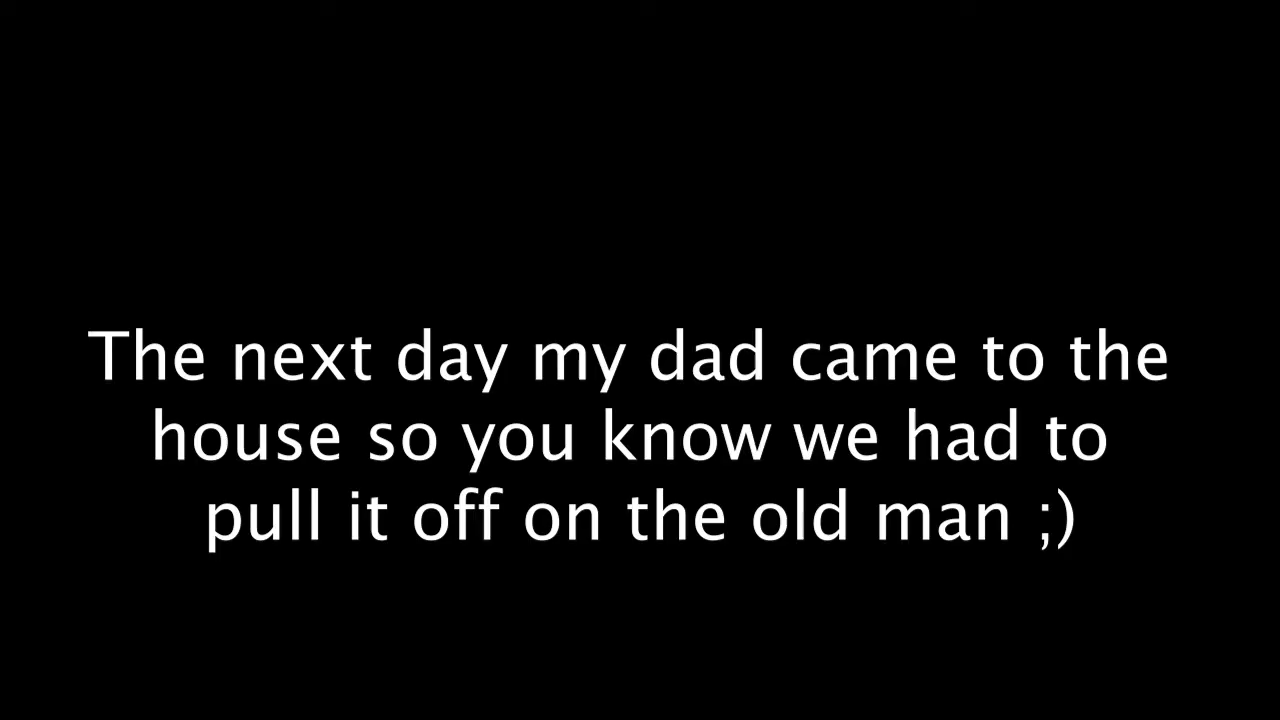 The next day my dad came to the
house so you know we had to
pull it off on the old man ;)